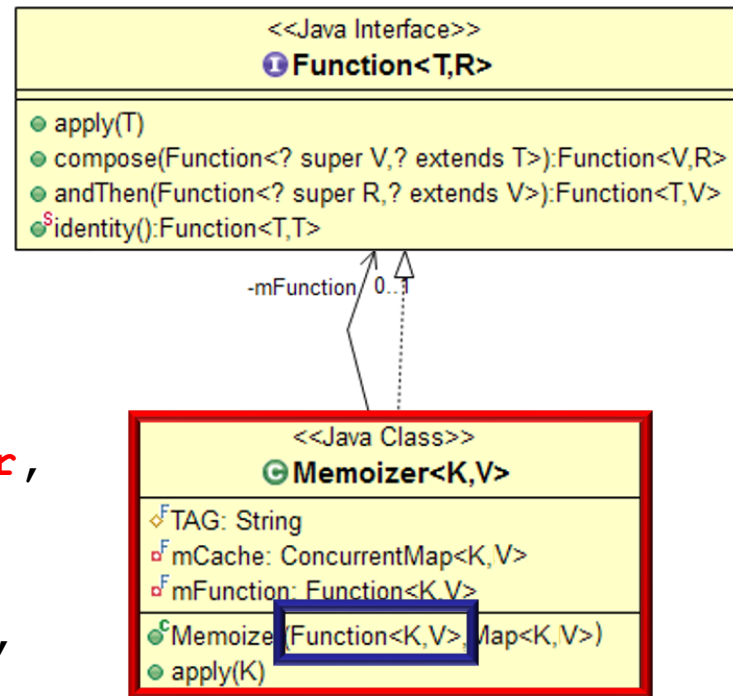 <<Java Interface>>
Function<T,R>
apply(T)
compose(Function<? super V,? extends T>):Function<V,R>
andThen(Function<? super R,? extends V>):Function<T,V>
identity():Function<T,T>
-mFunction 0..1
r,
<<Java Class>>
Memoizer<K,V>
TAG: String
mCache: ConcurrentMap<K,V>
mFunction: Function<K,V>
,
Memoize(Function<K,V>,Map<K,V>)
apply(K)